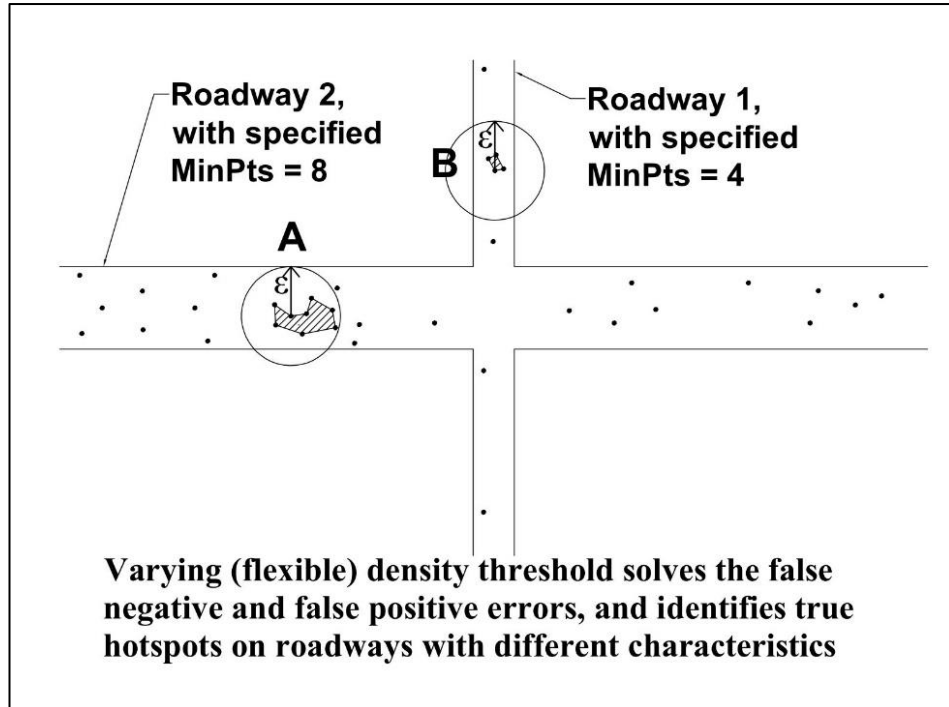 Roadway 2,
with specified
MinPts = 8
Roadway 1,
with specified
MinPts = 4
ε
B
A
ε
Varying (flexible) density threshold solves the false
negative and false positive errors, and identifies true
hotspots on roadways with different characteristics